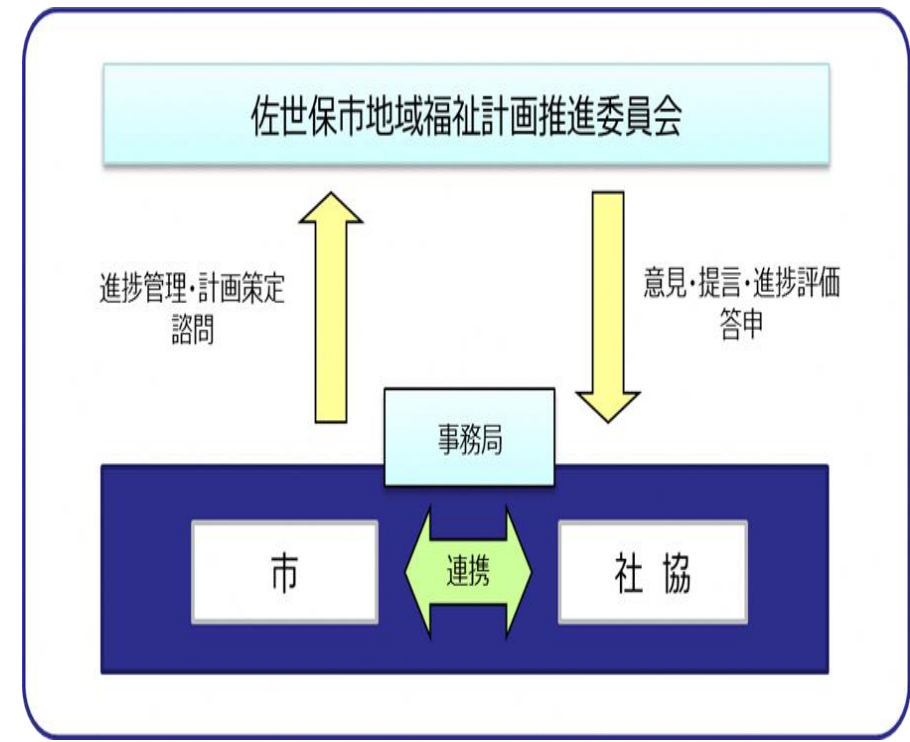 佐世保市地域福祉計画推進委員会
進捗管理・計画策定
諮問
意見・提言・進捗評価
答申
事務局
市
連携
社 協